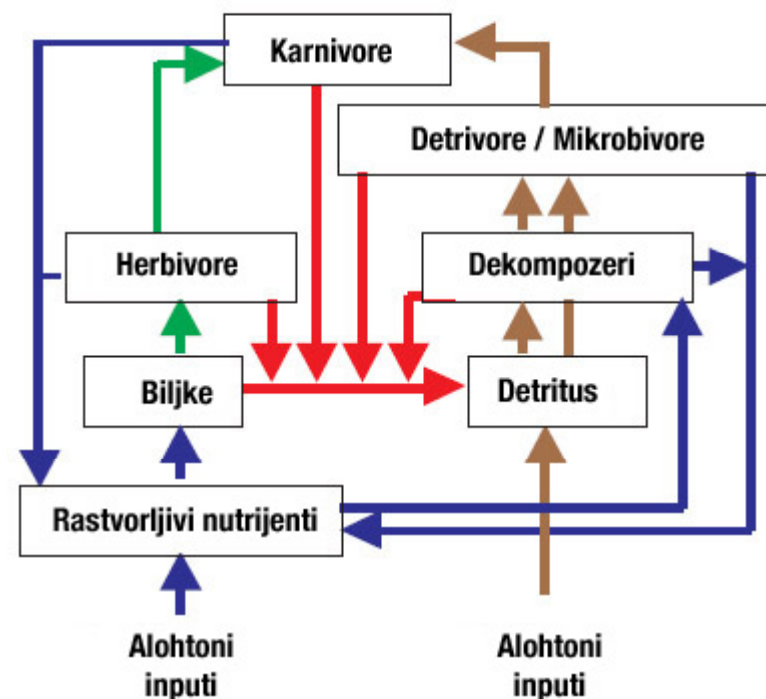 Karnivore
Detrivore / Mikrobivore
Herbivore
Dekompozeri
Biljke
Detritus
Rastvorljivi nutrijenti
Alohtoni
inputi
Alohtoni
inputi